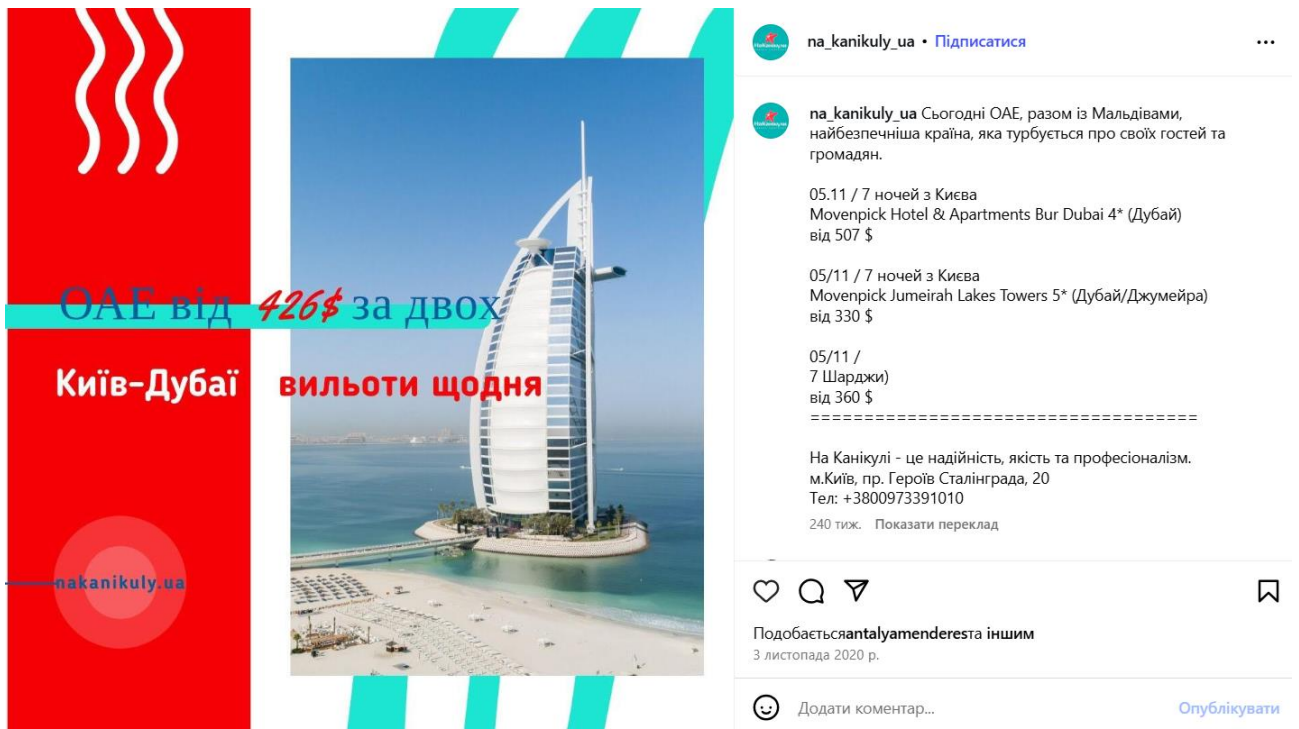 ОАЕ від 426$ за двох
Київ-Дубаї вильоти щодня
nakanikuly.ua
na_kanikuly_ua • Підписатися
na_kanikuly_ua Сьогодні ОАЕ, разом із Мальдівами,
найбезпечніша країна, яка турбується про своїх гостей та
громадян.
05.11 / 7 ночей з Києва
Movenpick Hotel & Apartments Bur Dubai 4* (Дубай)
від 507 $
05/11 / 7 ночей з Києва
Movenpick Jumeirah Lakes Towers 5* (Дубай/Джумейра)
від 330 $
05/11 /
7 Шарджи)
від 360 $
=====================================
На Канікулі - це надійність, якість та професіоналізм.
м.Київ, пр. Героїв Сталінграда, 20
Тел: +3800973391010
240 тиж. Показати переклад
Подобаєтьсяantalyamenderesта іншим
3 листопада 2020 р.
Додати коментар...
Опублікувати